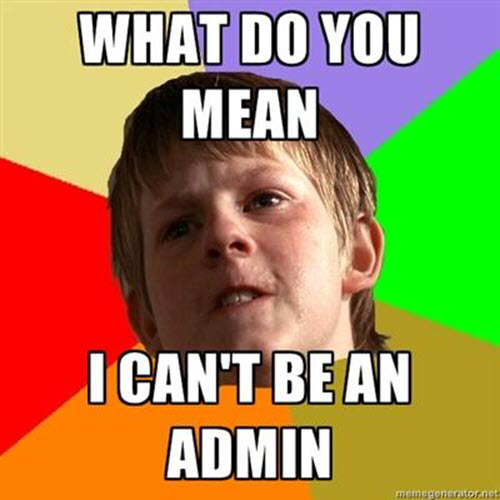 WHAT DO YOU
MEAN
I CAN'T BE AN
ADMIN
memegenerator.net